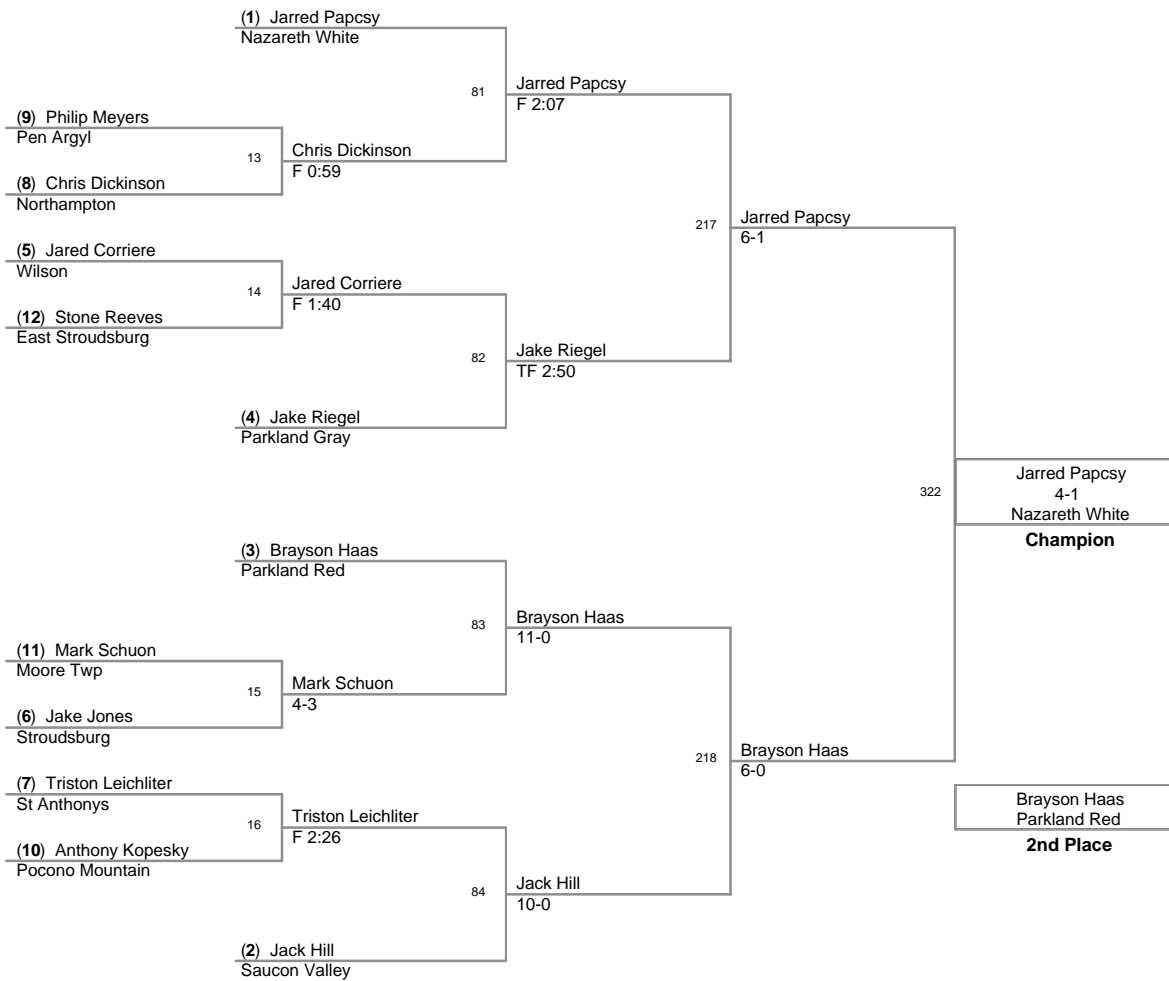 (1) Jarred Papcsy
Nazareth White
81
Jarred Papcsy
F 2:07
(9) Philip Meyers
Pen Argyl
13
Chris Dickinson
F 0:59
(8) Chris Dickinson
Northampton
217
Jarred Papcsy
6-1
(5) Jared Corriere
Wilson
14
Jared Corriere
F 1:40
(12) Stone Reeves
East Stroudsburg
82
Jake Riegel
TF 2:50
(4) Jake Riegel
Parkland Gray
322
Jarred Papcsy
4-1
Nazareth White
Champion
(3) Brayson Haas
Parkland Red
83
Brayson Haas
11-0
(11) Mark Schuon
Moore Twp
15
Mark Schuon
4-3
(6) Jake Jones
Stroudsburg
218
Brayson Haas
6-0
(7) Triston Leichliter
St Anthonys
16
Triston Leichliter
F 2:26
(10) Anthony Kopesky
Pocono Mountain
Brayson Haas
Parkland Red
2nd Place
84
Jack Hill
10-0
(2) Jack Hill
Saucon Valley